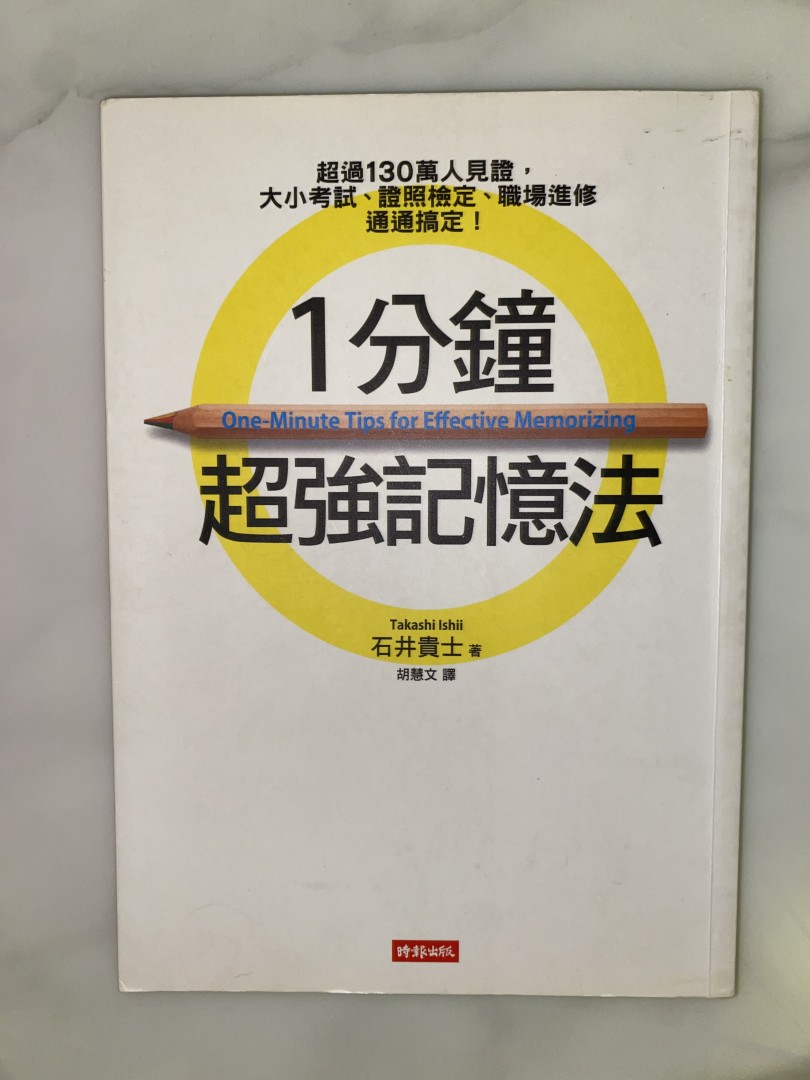 超過130萬人見證，
大小考試、證照檢定、職場進修
通通搞定！
1分鐘
One-Minute Tips for Effective Memorizing
超強記憶法
Takashi Ishii
石井貴士 著
胡慧文 譯
時報出版